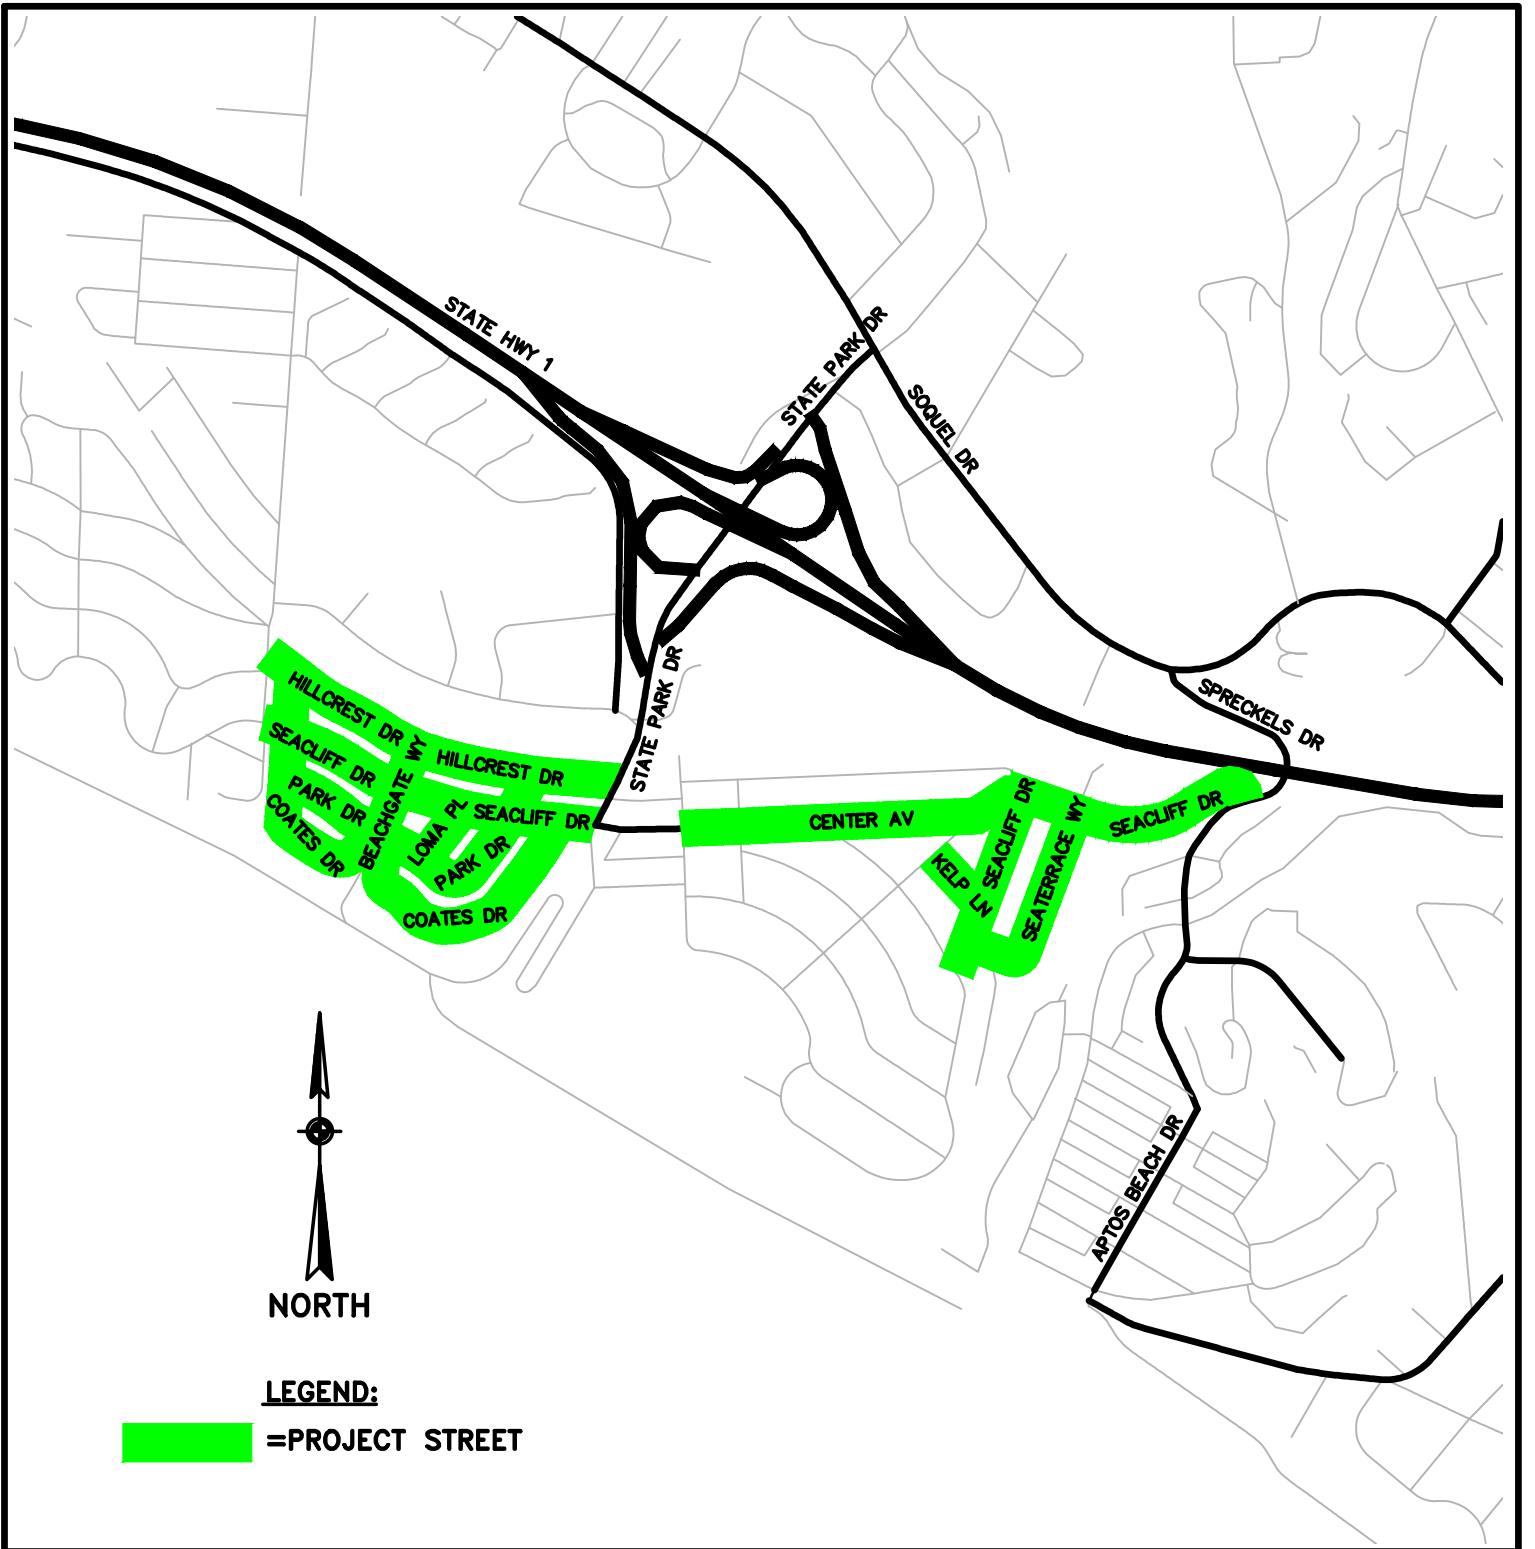 STATE HWY 1
STATE PARK DR
SOQUEL DR
SPRECKELS DR
STATE PARK DR
HILLCREST DR
HILLCREST DR
SEACLIFF DR
SEACLIFF DR
PARK DR
COATES DR
BEACHGATE WY
LOMA PL
PARK DR
COATES DR
CENTER AV
SEACLIFF DR
SEACLIFF DR
SEATERRACE WY
KELP LN
APTOS BEACH DR
NORTH
LEGEND:
=PROJECT STREET